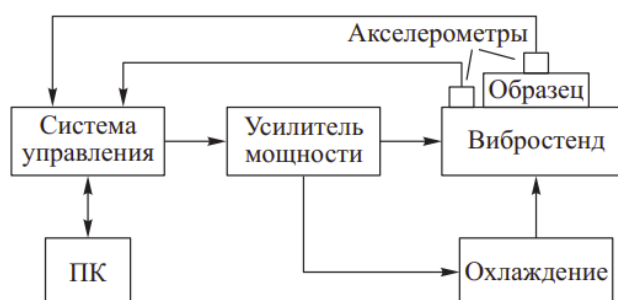 Акселерометры
Образец
Система
управления
Усилитель
мощности
Вибростенд
ПК
Охлаждение